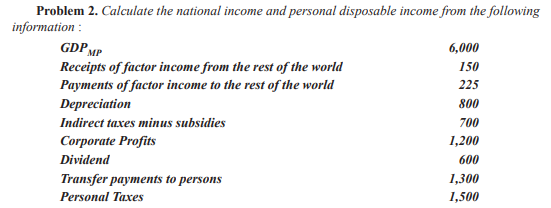 Problem 2. Calculate the national income and personal disposable income from the following
information :
GDP MP 6,000
Receipts of factor income from the rest of the world 150
Payments of factor income to the rest of the world 225
Depreciation 800
Indirect taxes minus subsidies 700
Corporate Profits 1,200
Dividend 600
Transfer payments to persons 1,300
Personal Taxes 1,500